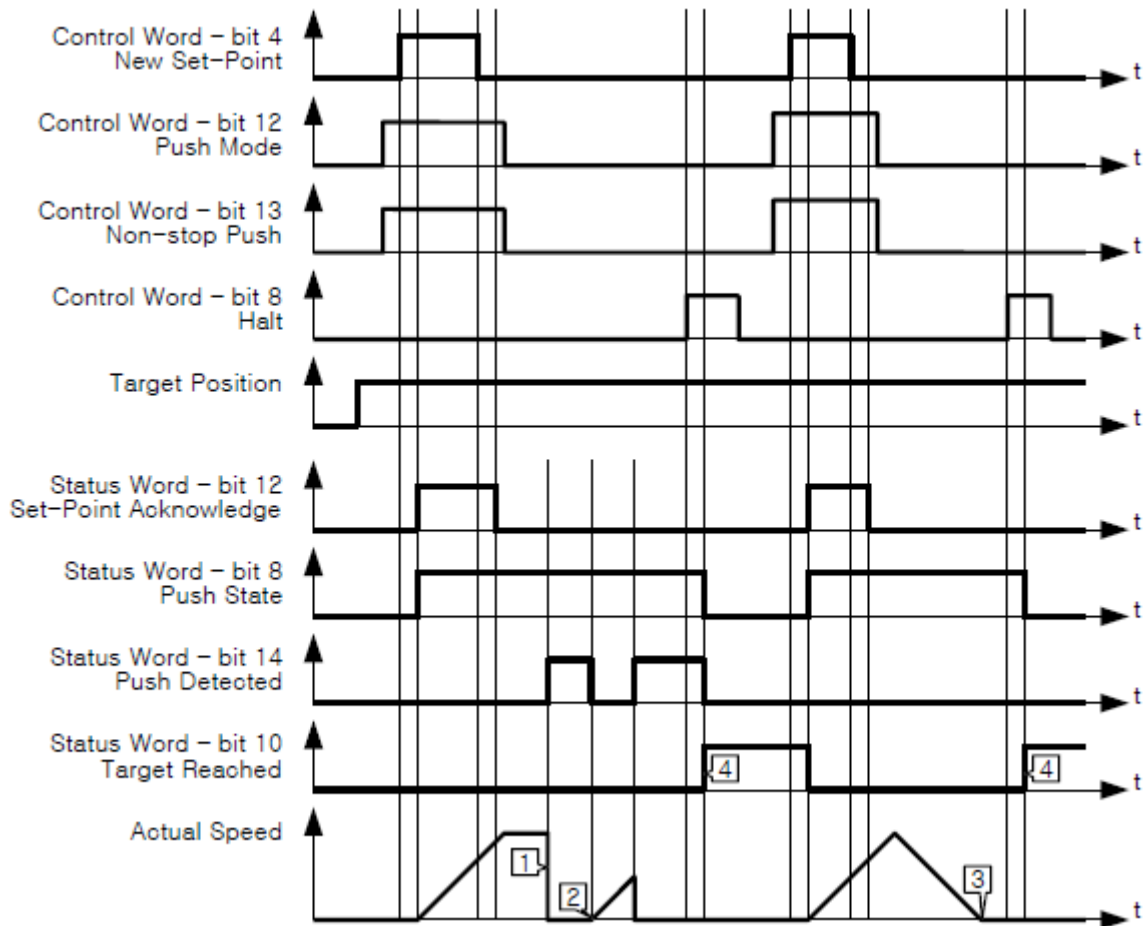 Control Word - bit 4
New Set-Point
t
Control Word - bit 12
Push Mode
t
Control Word - bit 13
Non-stop Push
t
Control Word - bit 8
Halt
t
Target Position
t
Status Word - bit 12
Set-Point Acknowledge
t
Status Word - bit 8
Push State
t
Status Word - bit 14
Push Detected
t
Status Word - bit 10
Target Reached
4
4
t
Actual Speed
1
2
3
t